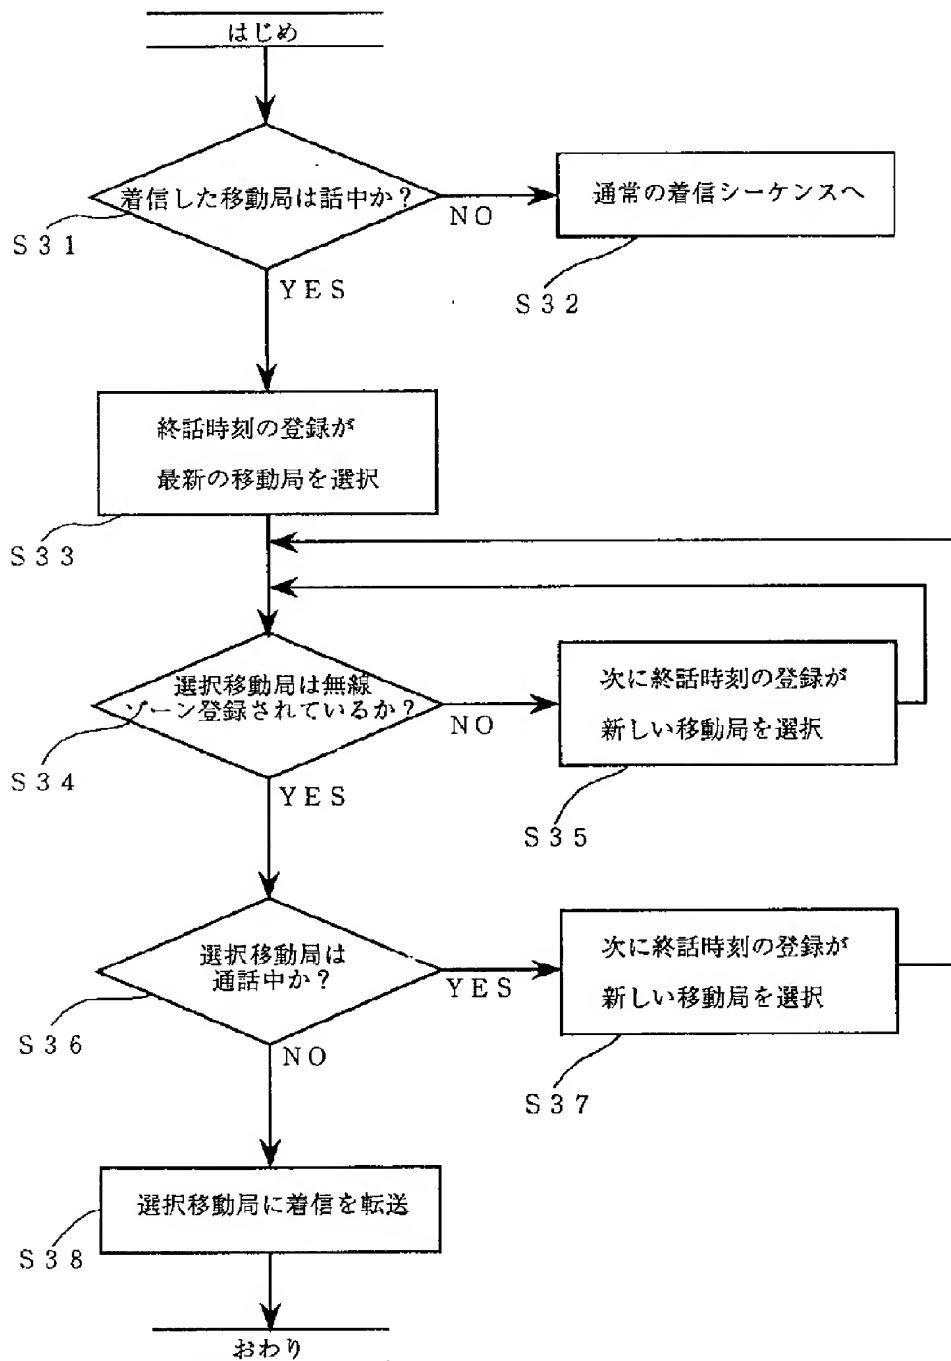 はじめ
着信した移動局は話中か?
NO
通常の着信シーケンスへ
S31
YES
S32
終話時刻の登録が
最新の移動局を選択
S33
選択移動局は無線
ゾーン登録されているか?
NO
次に終話時刻の登録が
新しい移動局を選択
S34
YES
S35
選択移動局は
通話中か?
YES
次に終話時刻の登録が
新しい移動局を選択
S36
NO
S37
選択移動局に着信を転送
S38
おわり